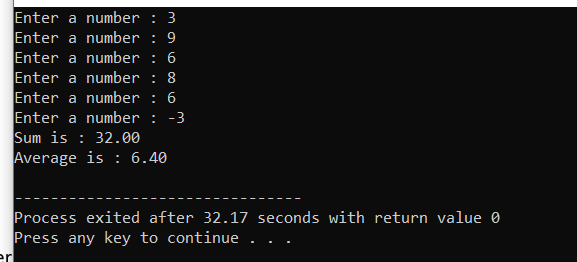 Enter a number : 3
Enter a number : 9
Enter a number : 6
Enter a number : 8
Enter a number : 6
Enter a number : -3
Sum is : 32.00
Average is : 6.40
--------------------------------
Process exited after 32.17 seconds with return value 0
Press any key to continue . . .
er